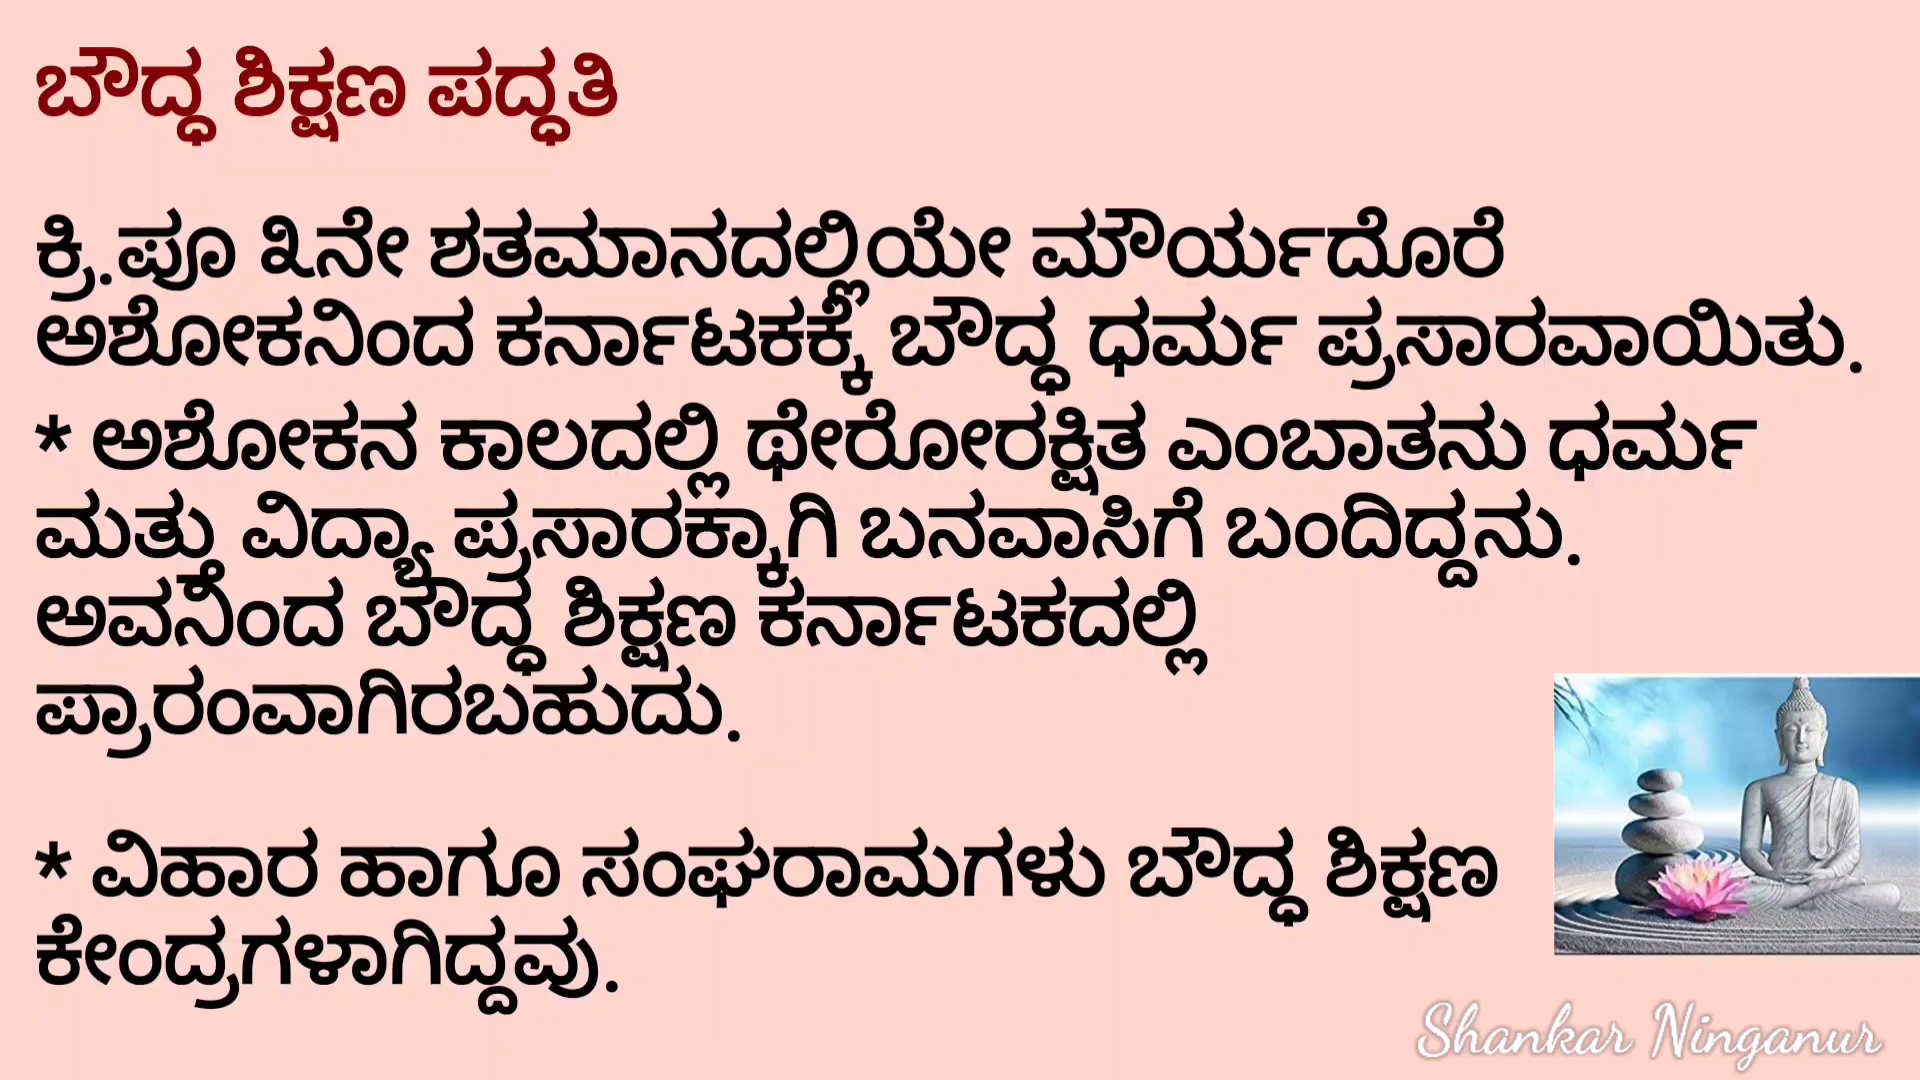 ಬೌದ್ಧ ಶಿಕ್ಷಣ ಪದ್ಧತಿ
ಕ್ರಿ.ಪೂ ೩ನೇ ಶತಮಾನದಲ್ಲಿಯೇ ಮೌರ್ಯದೊರೆ
ಅಶೋಕನಿಂದ ಕರ್ನಾಟಕಕ್ಕೆ ಬೌದ್ಧ ಧರ್ಮ ಪ್ರಸಾರವಾಯಿತು.
* ಅಶೋಕನ ಕಾಲದಲ್ಲಿ ಥೇರೋರಕ್ಷಿತ ಎಂಬಾತನು ಧರ್ಮ
ಮತ್ತು ವಿದ್ಯಾ ಪ್ರಸಾರಕ್ಕಾಗಿ ಬನವಾಸಿಗೆ ಬಂದಿದ್ದನು.
ಅವನಿಂದ ಬೌದ್ಧ ಶಿಕ್ಷಣ ಕರ್ನಾಟಕದಲ್ಲಿ
ಪ್ರಾರಂವಾಗಿರಬಹುದು.
* ವಿಹಾರ ಹಾಗೂ ಸಂಘರಾಮಗಳು ಬೌದ್ಧ ಶಿಕ್ಷಣ
ಕೇಂದ್ರಗಳಾಗಿದ್ದವು.
Shankar Ninganur